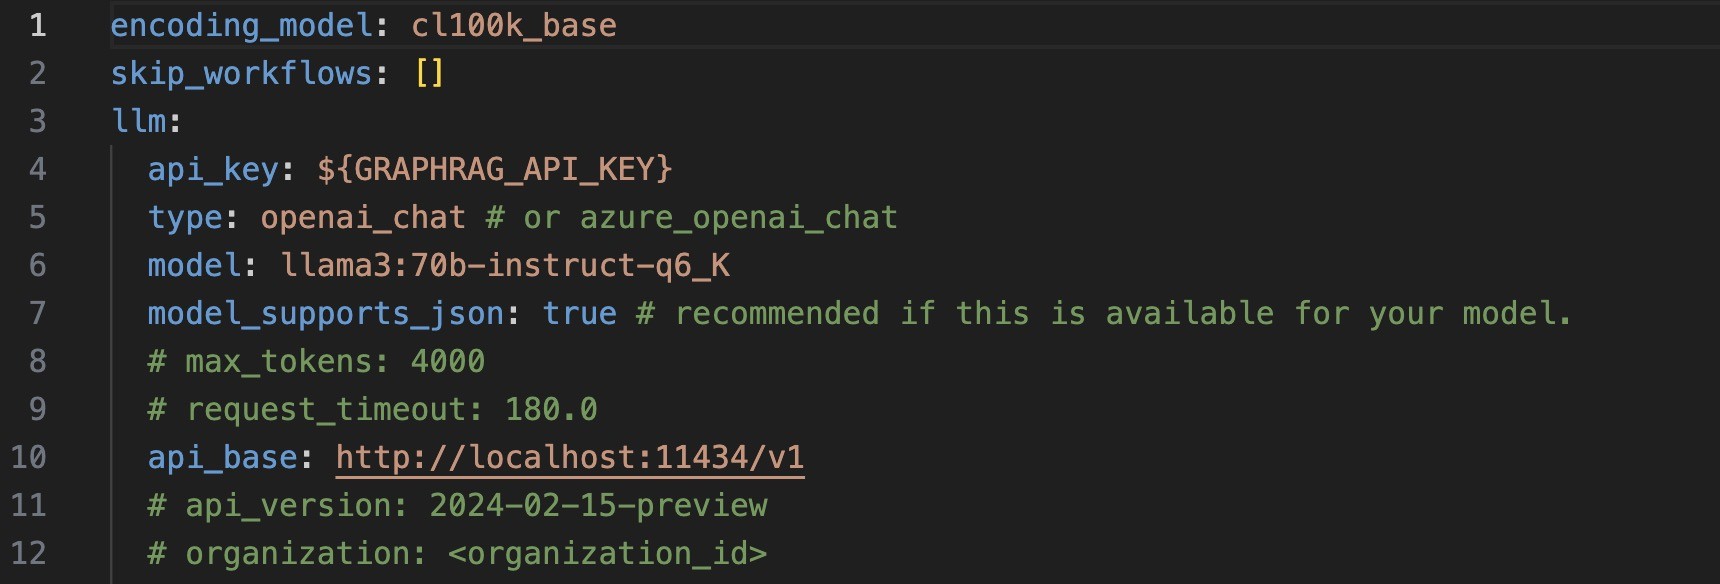 1 encoding_model: cl100k_base
2 skip_workflows: []
3 llm:
4   api_key: ${GRAPHRAG_API_KEY}
5   type: openai_chat # or azure_openai_chat
6   model: llama3:70b-instruct-q6_K
7   model_supports_json: true # recommended if this is available for your model.
8   # max_tokens: 4000
9   # request_timeout: 180.0
10   api_base: http://localhost:11434/v1
11   # api_version: 2024-02-15-preview
12   # organization: <organization_id>